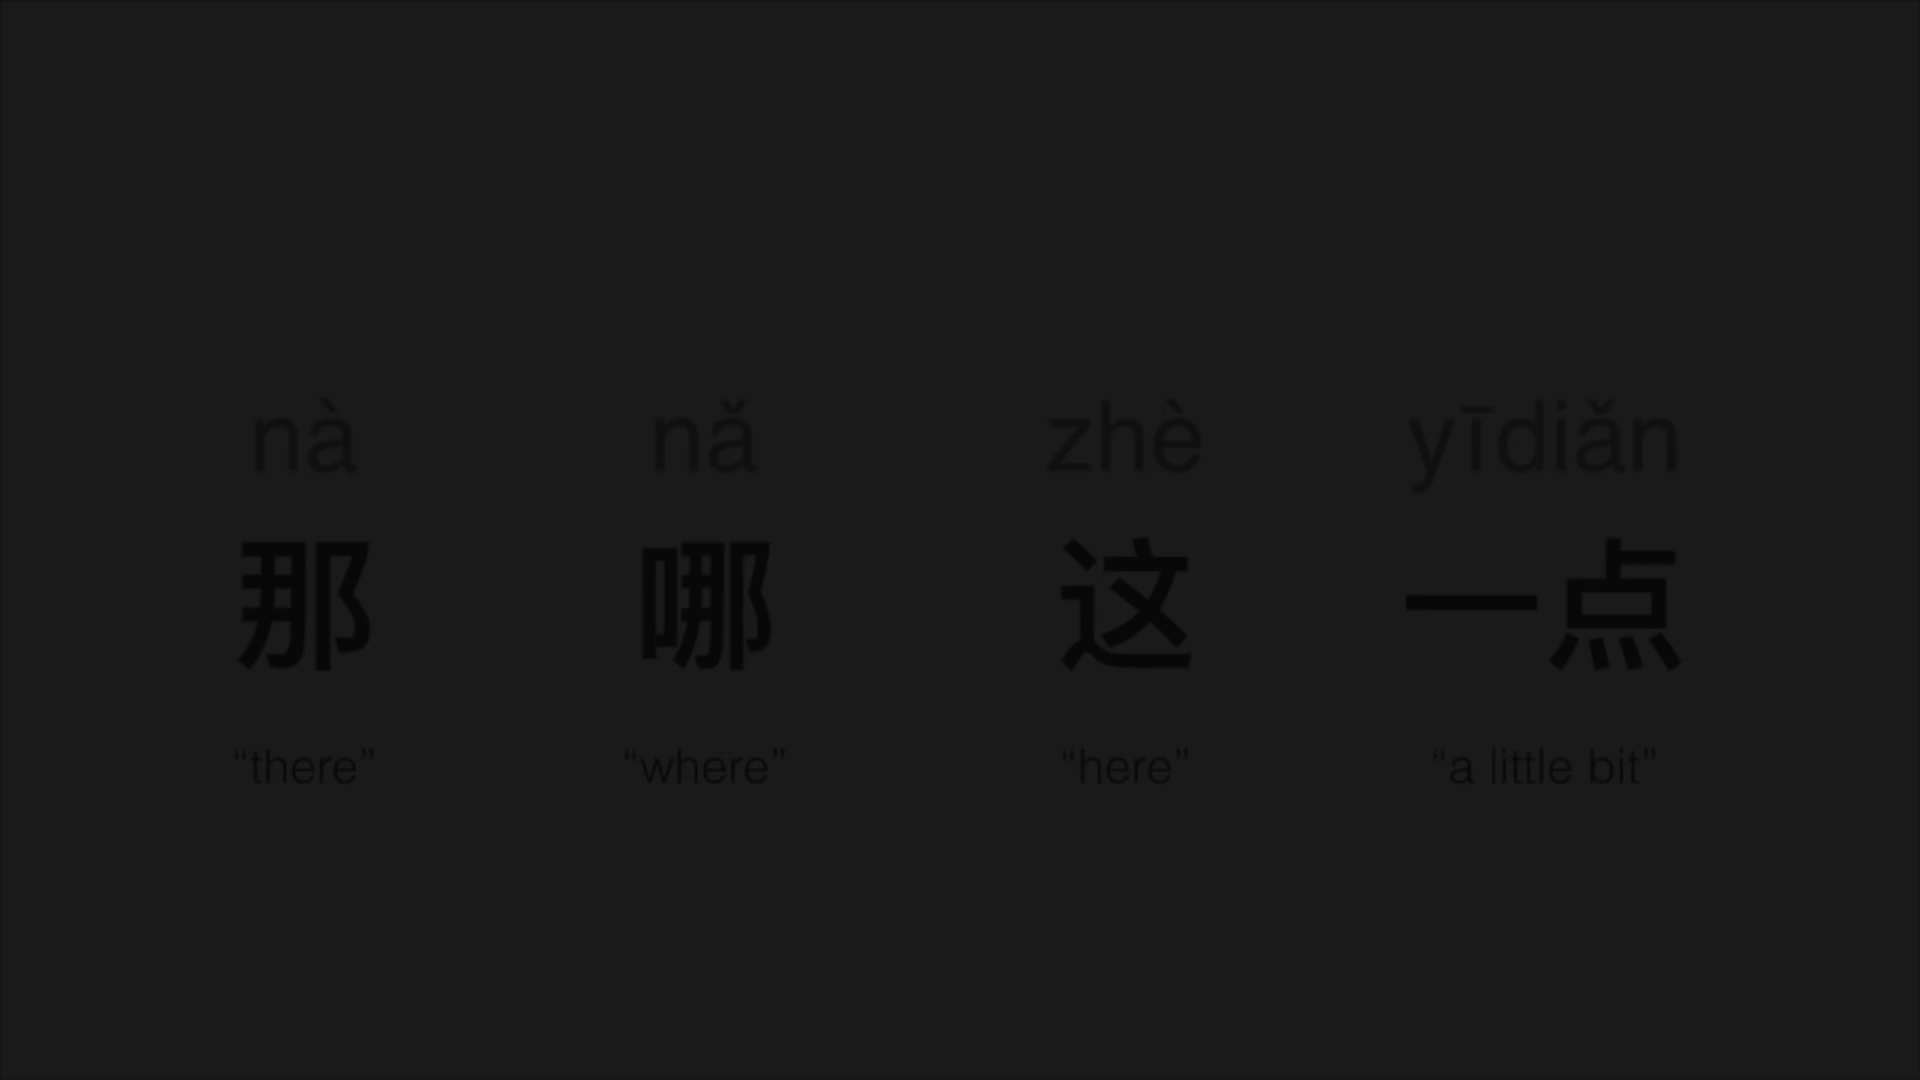 nà nǎ zhè yīdiǎn
那 哪 这 一点
“there” “where” “here” “a little bit”